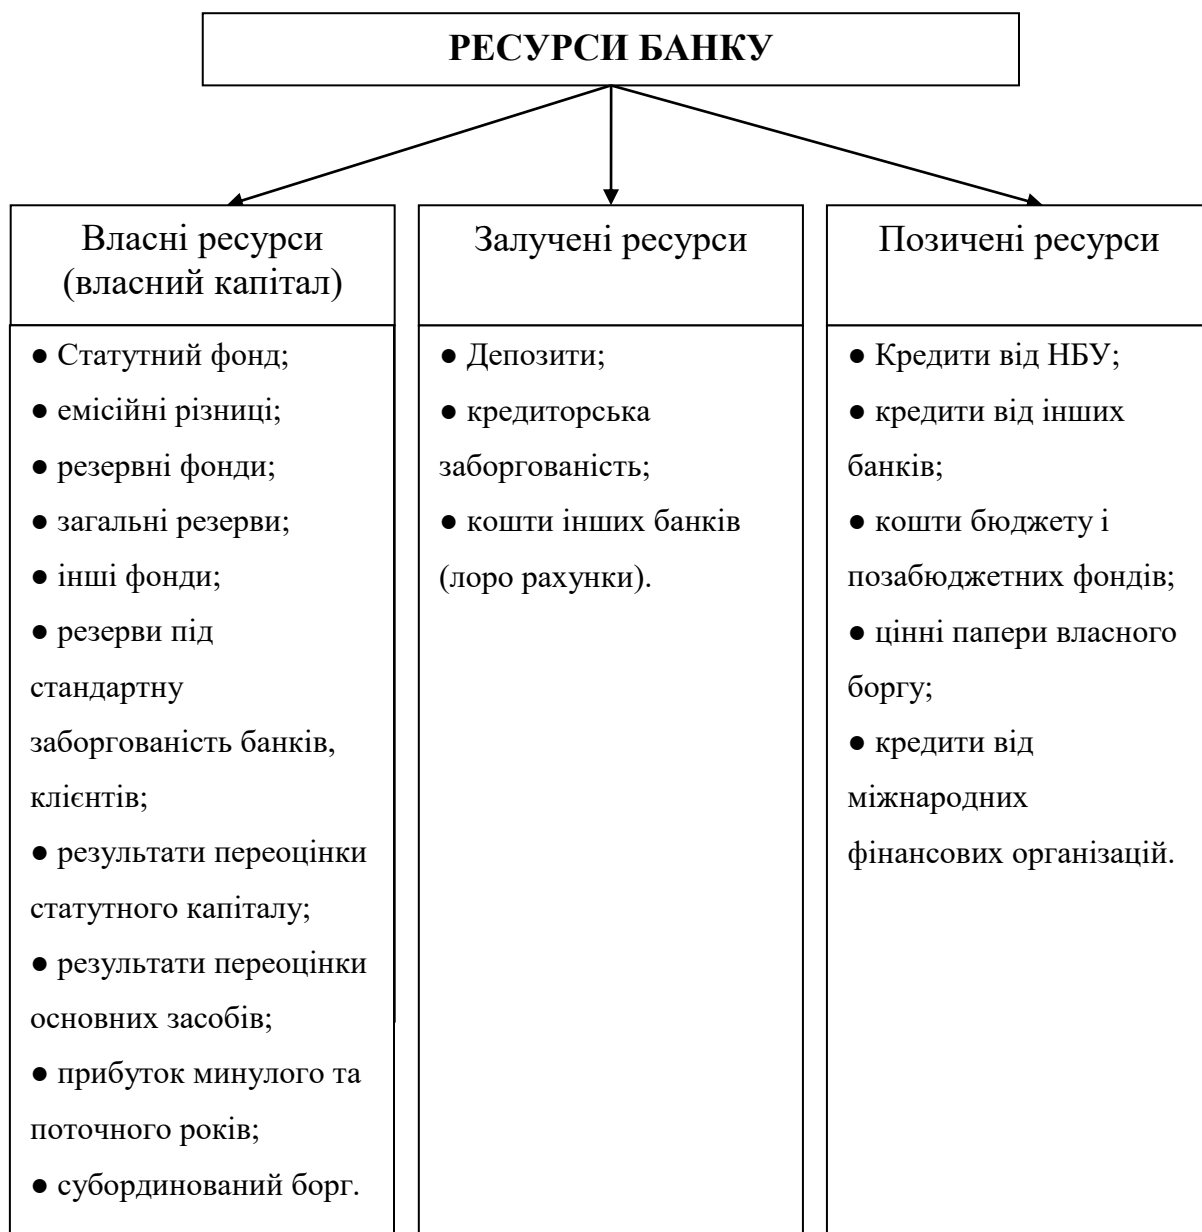 РЕСУРСИ БАНКУ
Власні ресурси
(власний капітал)
● Статутний фонд;
● емісійні різниці;
● резервні фонди;
● загальні резерви;
● інші фонди;
● резерви під
стандартну
заборгованість банків,
клієнтів;
● результати переоцінки
статутного капіталу;
● результати переоцінки
основних засобів;
● прибуток минулого та
поточного років;
● субординований борг.
Залучені ресурси
● Депозити;
● кредиторська
заборгованість;
● кошти інших банків
(лоро рахунки).
Позичені ресурси
● Кредити від НБУ;
● кредити від інших
банків;
● кошти бюджету і
позабюджетних фондів;
● цінні папери власного
боргу;
● кредити від
міжнародних
фінансових організацій.